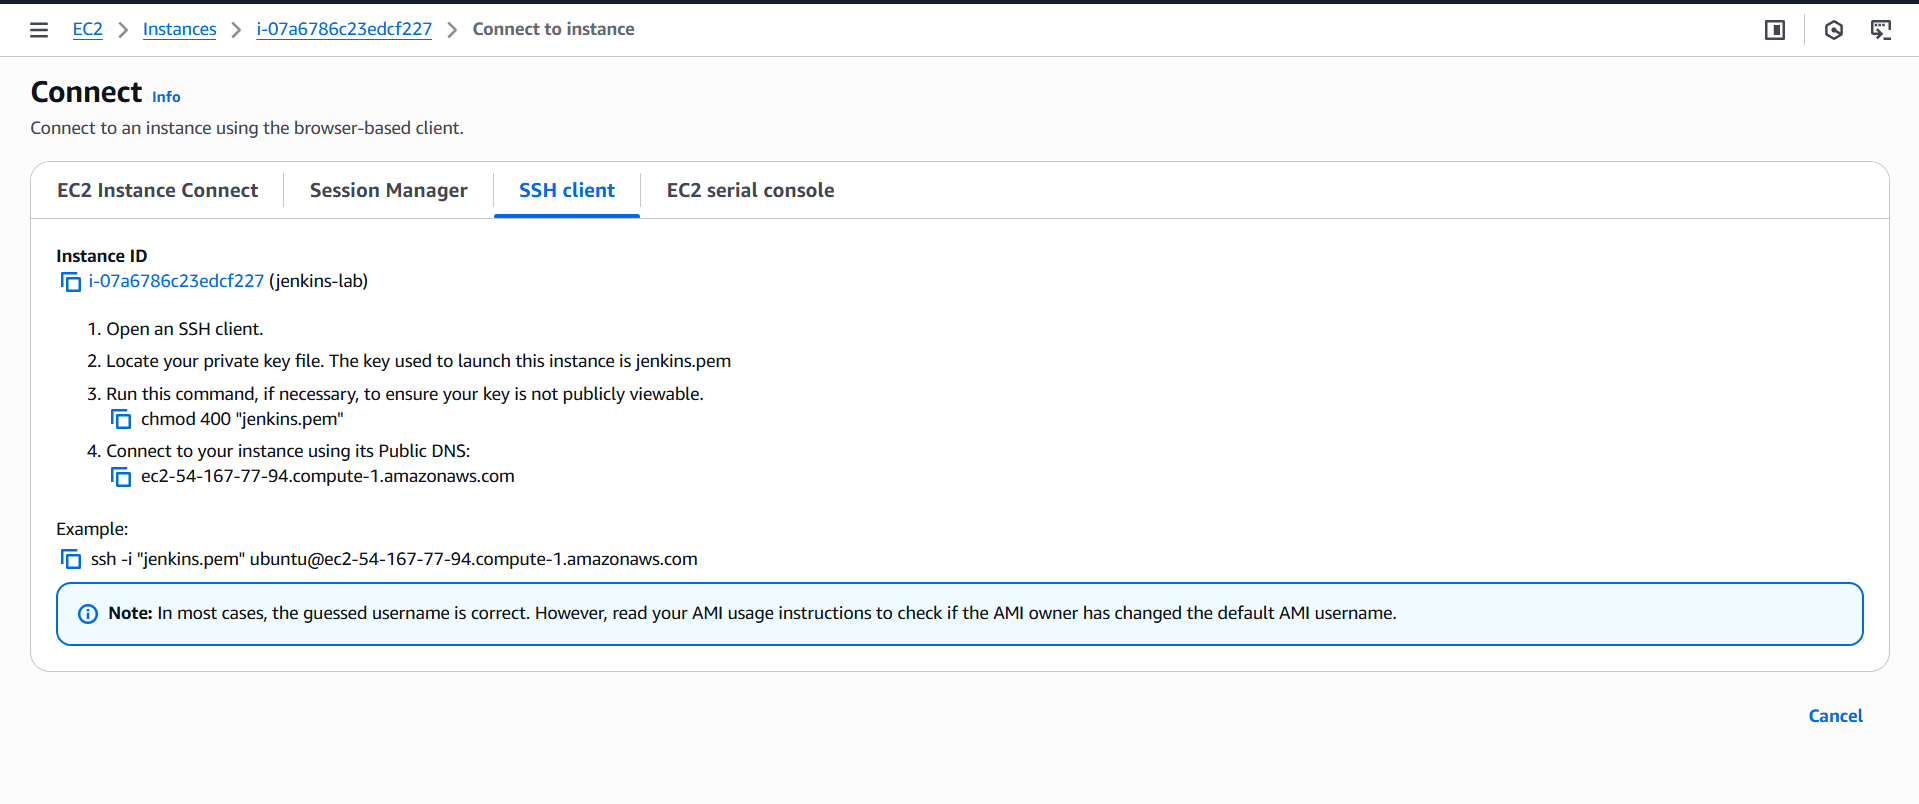 EC2 Instances i-07a6786c23edcf227 Connect to instance
Connect Info
Connect to an instance using the browser-based client.
EC2 Instance Connect Session Manager SSH client EC2 serial console
Instance ID
i-07a6786c23edcf227 (jenkins-lab)
1. Open an SSH client.
2. Locate your private key file. The key used to launch this instance is jenkins.pem
3. Run this command, if necessary, to ensure your key is not publicly viewable.
chmod 400 "jenkins.pem"
4. Connect to your instance using its Public DNS:
ec2-54-167-77-94.compute-1.amazonaws.com
Example:
ssh -i "jenkins.pem" ubuntu@ec2-54-167-77-94.compute-1.amazonaws.com
Note: In most cases, the guessed username is correct. However, read your AMI usage instructions to check if the AMI owner has changed the default AMI username.
Cancel